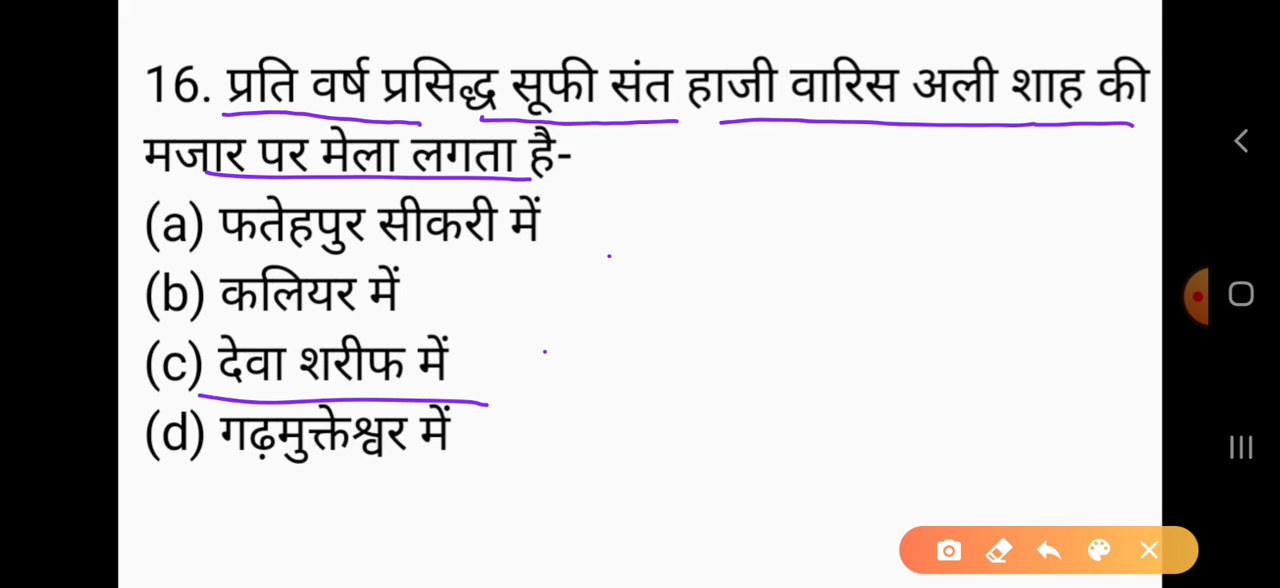 16. प्रति वर्ष प्रसिद्ध सूफी संत हाजी वारिस अली शाह की
मजार पर मेला लगता है-
(a) फतेहपुर सीकरी में
(b) कलियर में
(c) देवा शरीफ में
(d) गढ़मुक्तेश्वर में